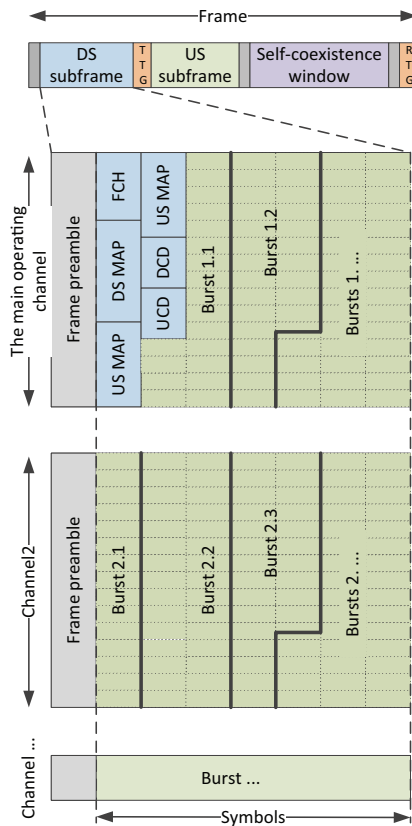 Frame
DS
subframe
T
T
G
US
subframe
Self-coexistence
window
R
T
G
The main operating
channel
Frame preamble
FCH
DS MAP
US MAP
US MAP
DCD
UCD
Burst 1.1
Burst 1.2
Bursts 1. ...
Channel2
Frame preamble
Burst 2.1
Burst 2.2
Burst 2.3
Bursts 2. ...
Channel ...
Burst ...
Symbols